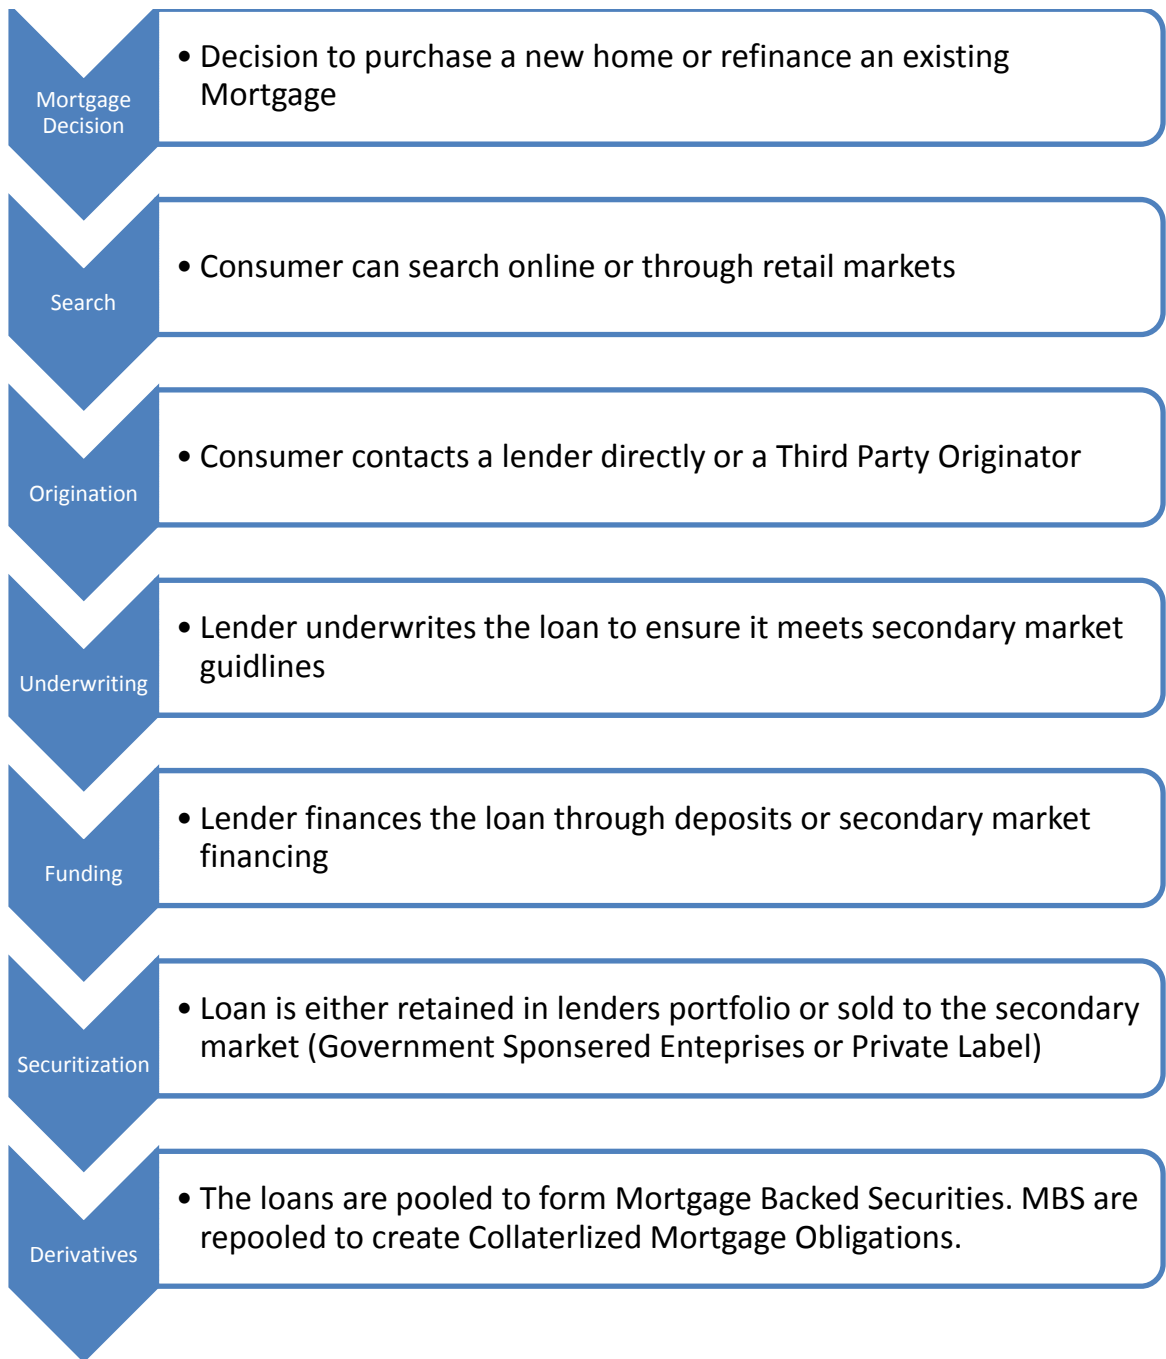 Mortgage
Decision
• Decision to purchase a new home or refinance an existing
Mortgage
Search
• Consumer can search online or through retail markets
Origination
• Consumer contacts a lender directly or a Third Party Originator
Underwriting
• Lender underwrites the loan to ensure it meets secondary market
guidlines
Funding
• Lender finances the loan through deposits or secondary market
financing
Securitization
• Loan is either retained in lenders portfolio or sold to the secondary
market (Government Sponsered Enteprises or Private Label)
Derivatives
• The loans are pooled to form Mortgage Backed Securities. MBS are
repooled to create Collaterlized Mortgage Obligations.